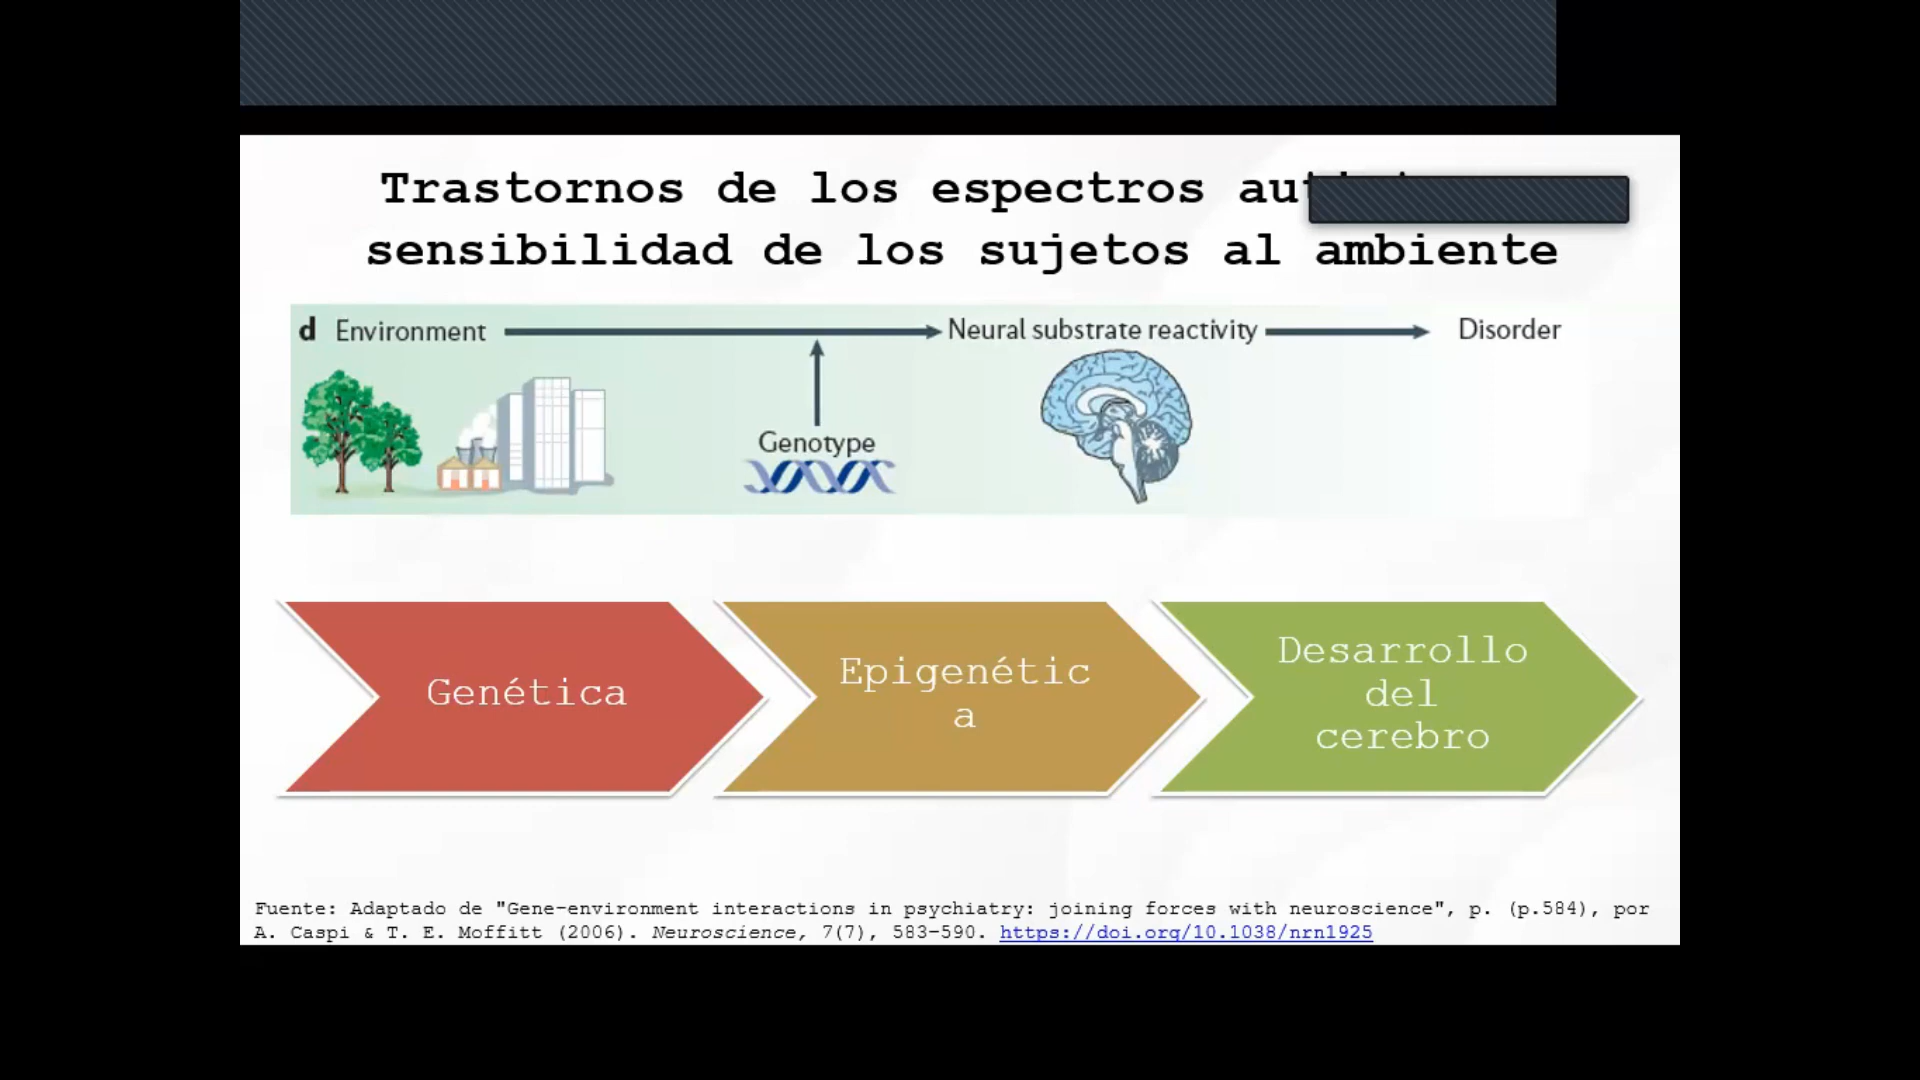 Trastornos de los espectros
sensibilidad de los sujetos al ambiente
d Environment Neural substrate reactivity Disorder
Genotype
Genética
Epigenétic
a
Desarrollo
del
cerebro
Fuente: Adaptado de "Gene-environment interactions in psychiatry: joining forces with neuroscience", p. (p.584), por
A. Caspi & T. E. Moffitt (2006). Neuroscience, 7(7), 583-590. https://doi.org/10.1038/nrn1925